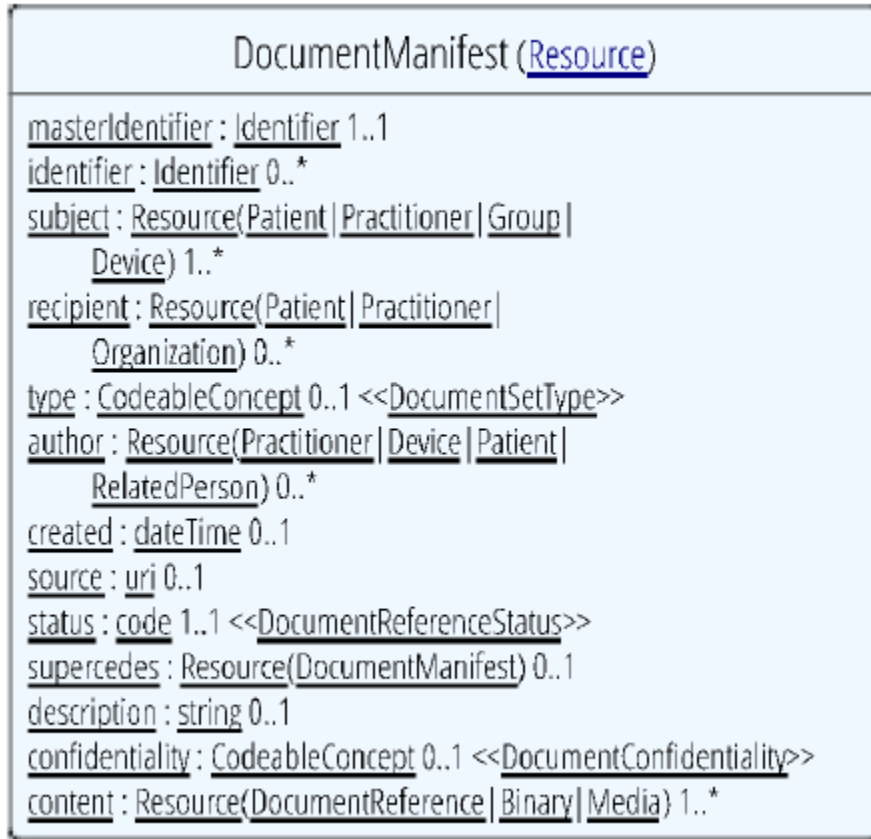 DocumentManifest (Resource)
masterIdentifier : Identifier 1..1
identifier : Identifier 0..*
subject : Resource(Patient|Practitioner|Group|
Device) 1..*
recipient : Resource(Patient|Practitioner|
Organization) 0..*
type : CodeableConcept 0..1 <<DocumentSetType>>
author : Resource(Practitioner|Device|Patient|
RelatedPerson) 0..*
created : dateTime 0..1
source : uri 0..1
status : code 1..1 <<DocumentReferenceStatus>>
supercedes : Resource(DocumentManifest) 0..1
description : string 0..1
confidentiality : CodeableConcept 0..1 <<DocumentConfidentiality>>
content : Resource(DocumentReference|Binary|Media) 1..*